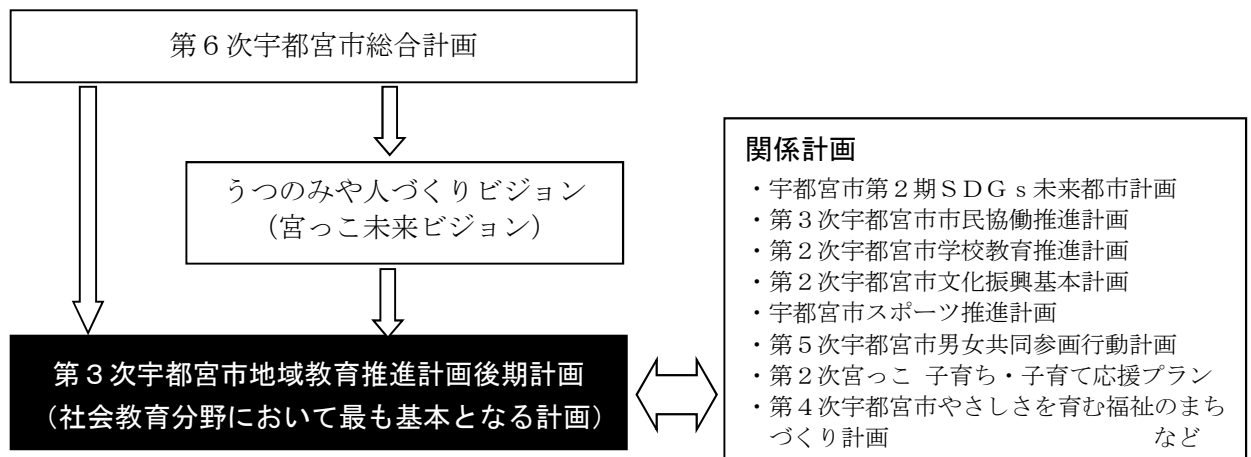 第６次宇都宮市総合計画
うつのみや人づくりビジョン
（宮っこ未来ビジョン）
第３次宇都宮市地域教育推進計画後期計画
（社会教育分野において最も基本となる計画）
関係計画
・宇都宮市第２期ＳＤＧｓ未来都市計画
・第３次宇都宮市市民協働推進計画
・第２次宇都宮市学校教育推進計画
・第２次宇都宮市文化振興基本計画
・宇都宮市スポーツ推進計画
・第５次宇都宮市男女共同参画行動計画
・第２次宮っこ 子育ち・子育て応援プラン
・第４次宇都宮市やさしさを育む福祉のまち
づくり計画　　　　　　　　　　　　など